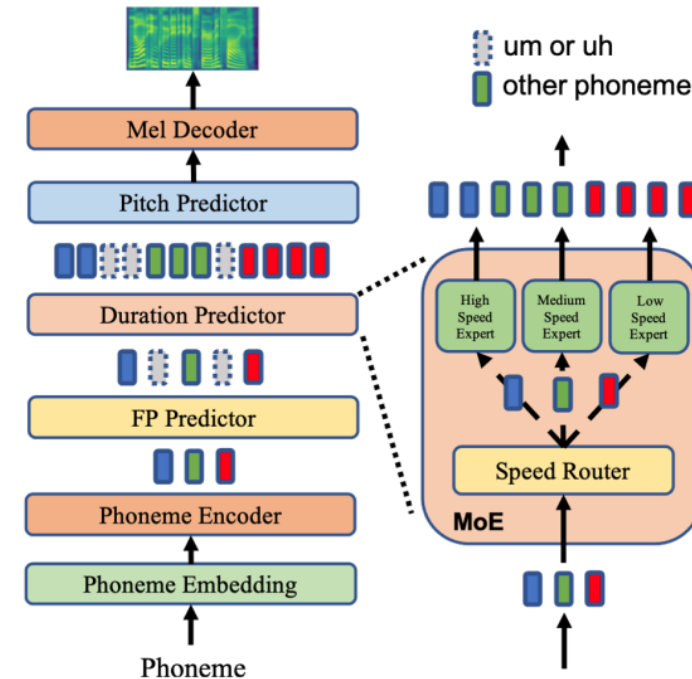 um or uh
other phoneme
Mel Decoder
Pitch Predictor
Duration Predictor
FP Predictor
Phoneme Encoder
Phoneme Embedding
Phoneme
High
Speed
Expert
Medium
Speed
Expert
Low
Speed
Expert
Speed Router
MoE